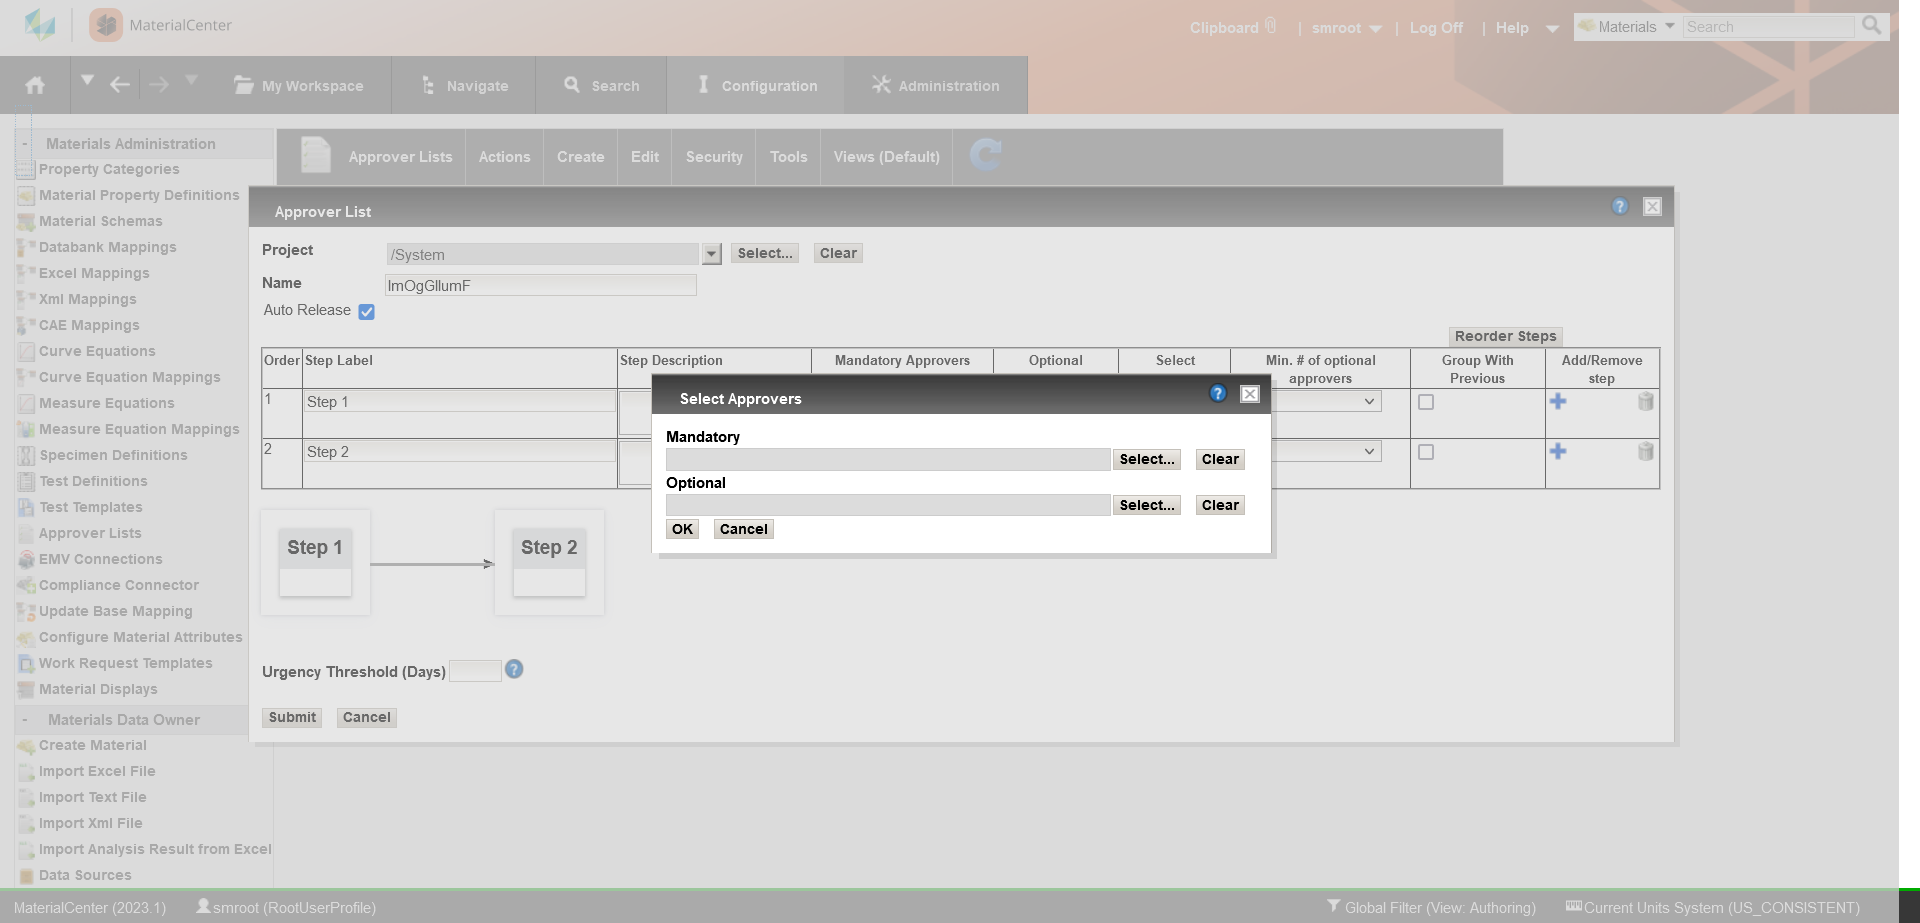 MaterialCenter
Clipboard | smroot | Log Off | Help Materials Search
My Workspace Navigate Search Configuration Administration
- Materials Administration
Approver Lists Actions Create Edit Security Tools Views (Default)
Property Categories
Material Property Definitions
Material Schemas
Databank Mappings
Excel Mappings
Xml Mappings
CAE Mappings
Curve Equations
Curve Equation Mappings
Measure Equations
Measure Equation Mappings
Specimen Definitions
Test Definitions
Test Templates
Approver Lists
EMV Connections
Compliance Connector
Update Base Mapping
Configure Material Attributes
Work Request Templates
Material Displays
- Materials Data Owner
Create Material
Import Excel File
Import Text File
Import Xml File
Import Analysis Result from Excel
Data Sources
Approver List ?
Project /System Select... Clear
Name
Auto Release
Reorder Steps
Order Step Label Step Description Mandatory Approvers Optional Select Min. # of optional approvers Group With Previous Add/Remove step
1 Step 1
2 Step 2
Select Approvers ?
Mandatory
Select... Clear
Optional
Select... Clear
OK Cancel
Step 1 Step 2
Urgency Threshold (Days) ?
Submit Cancel
MaterialCenter (2023.1) smroot (RootUserProfile) Global Filter (View: Authoring) Current Units System (US_CONSISTENT)